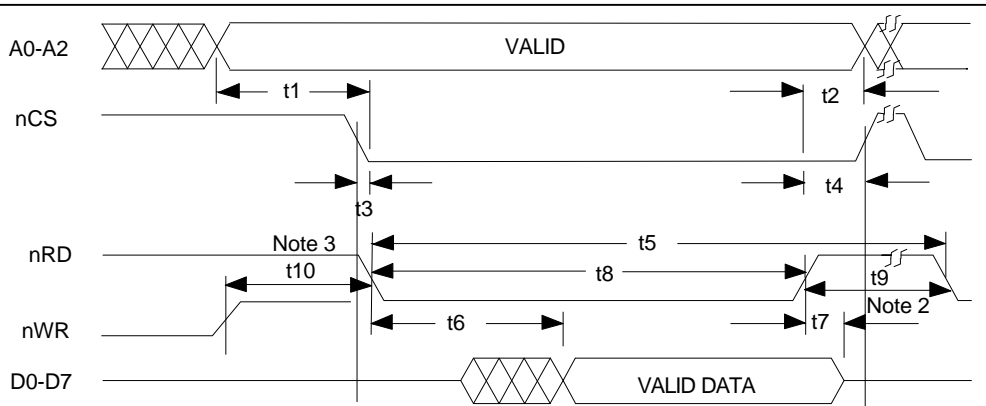 A0-A2
VALID
t1
t2
nCS
t3
t4
nRD
Note 3
t5
t10
t8
t9
Note 2
nWR
t6
t7
D0-D7
VALID DATA